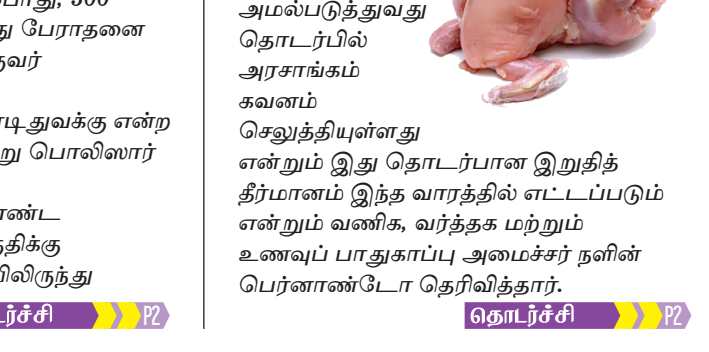 து பேராதனை
டிதுவக்கு என்ற
று பொலிஸார்
ண்ட
திக்கு
லிருந்து
ர்ச்சி P2
அமல்படுத்துவது
தொடர்பில்
அரசாங்கம்
கவனம்
செலுத்தியுள்ளது
என்றும் இது தொடர்பான இறுதித்
தீர்மானம் இந்த வாரத்தில் எட்டப்படும்
என்றும் வணிக, வர்த்தக மற்றும்
உணவுப் பாதுகாப்பு அமைச்சர் நளின்
பெர்னாண்டோ தெரிவித்தார்.
தொடர்ச்சி P2